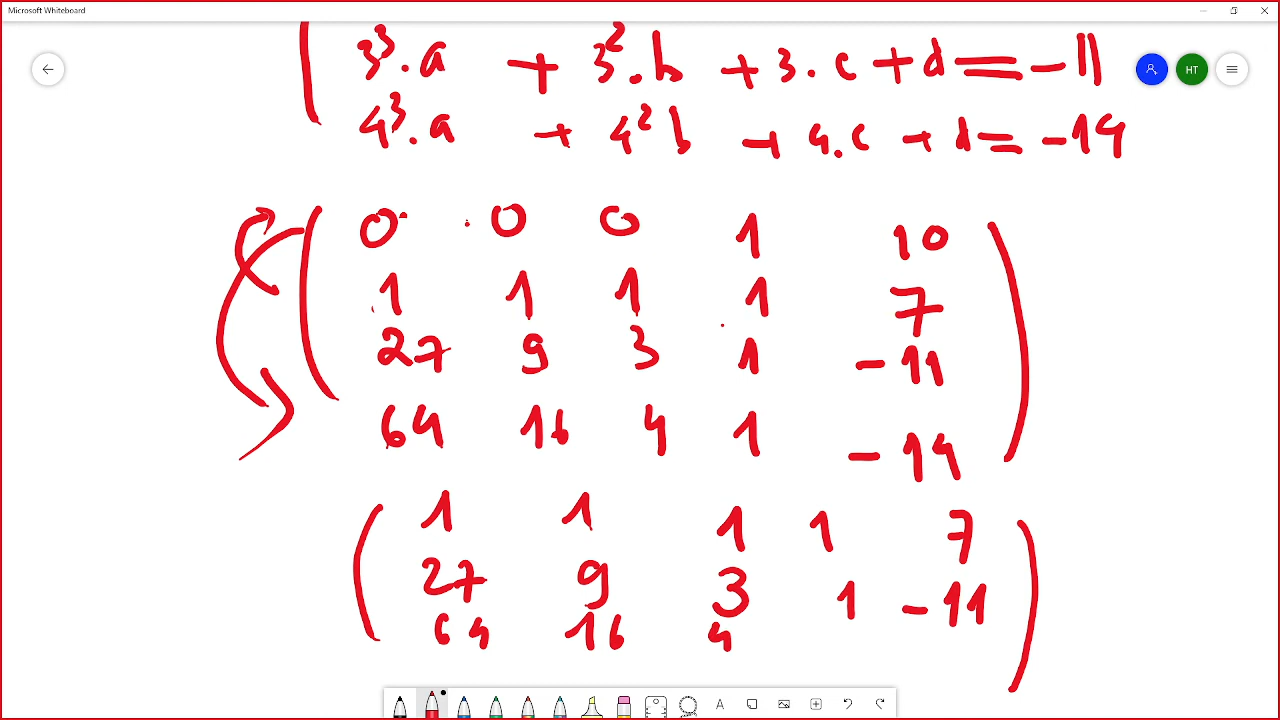 Microsoft Whiteboard
3³.a + 3².b + 3.c + d = -11
4³.a + 4²b + 4.c + d = -14
HT
0 0 0 1 10
1 1 1 1 7
27 9 3 1 -11
64 16 4 1 -14
1 1 1 1 7
27 9 3 1 -11
64 16 4
A